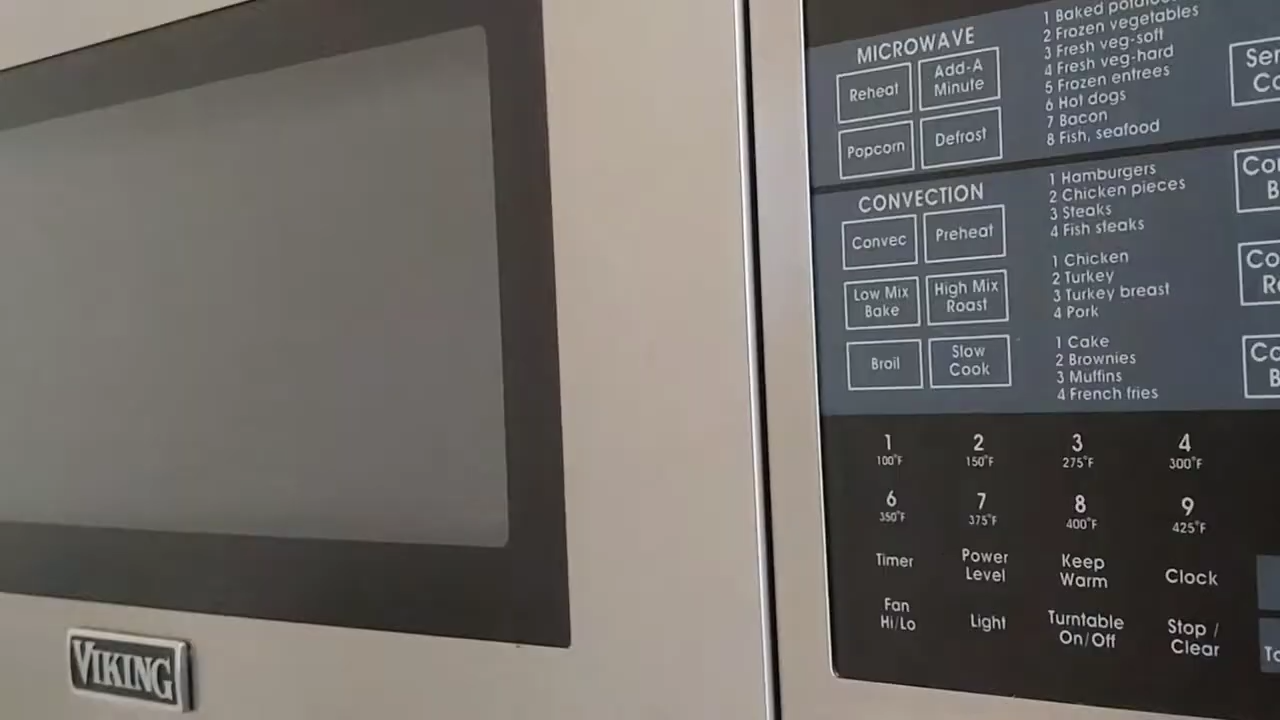 MICROWAVE
Reheat
Add-A
Minute
Popcorn
Defrost
1 Baked
2 Frozen vegetables
3 Fresh veg-soft
4 Fresh veg-hard
5 Frozen entrees
6 Hot dogs
7 Bacon
8 Fish, seafood
CONVECTION
Convec
Preheat
Low Mix
Bake
High Mix
Roast
Broil
Slow
Cook
1 Hamburgers
2 Chicken pieces
3 Steaks
4 Fish steaks
1 Chicken
2 Turkey
3 Turkey breast
4 Pork
1 Cake
2 Brownies
3 Muffins
4 French fries
1 2 3 4
100°F 150°F 275°F 300°F
6 7 8 9
350°F 375°F 400°F 425°F
Timer
Power
Level
Keep
Warm
Clock
Fan
Hi/Lo
Light
Turntable
On/Off
Stop /
Clear
VIKING